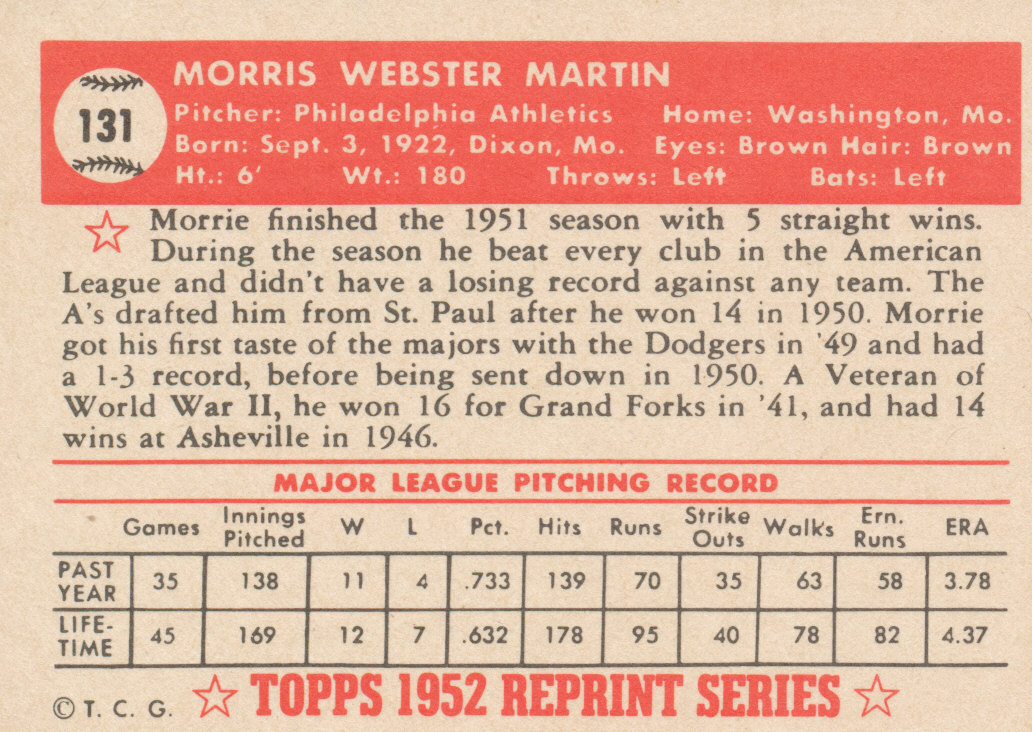 131
MORRIS WEBSTER MARTIN
Pitcher: Philadelphia Athletics Home: Washington, Mo.
Born: Sept. 3, 1922, Dixon, Mo. Eyes: Brown Hair: Brown
Ht.: 6' Wt.: 180 Throws: Left Bats: Left
Morrie finished the 1951 season with 5 straight wins.
During the season he beat every club in the American
League and didn't have a losing record against any team. The
A's drafted him from St. Paul after he won 14 in 1950. Morrie
got his first taste of the majors with the Dodgers in '49 and had
a 1-3 record, before being sent down in 1950. A Veteran of
World War II, he won 16 for Grand Forks in '41, and had 14
wins at Asheville in 1946.
MAJOR LEAGUE PITCHING RECORD
Games Innings Pitched W L Pct. Hits Runs Strike Outs Walks Ern. Runs ERA
PAST YEAR 35 138 11 4 .733 139 70 35 63 58 3.78
LIFE-TIME 45 169 12 7 .632 178 95 40 78 82 4.37
© T. C. G. TOPPS 1952 REPRINT SERIES